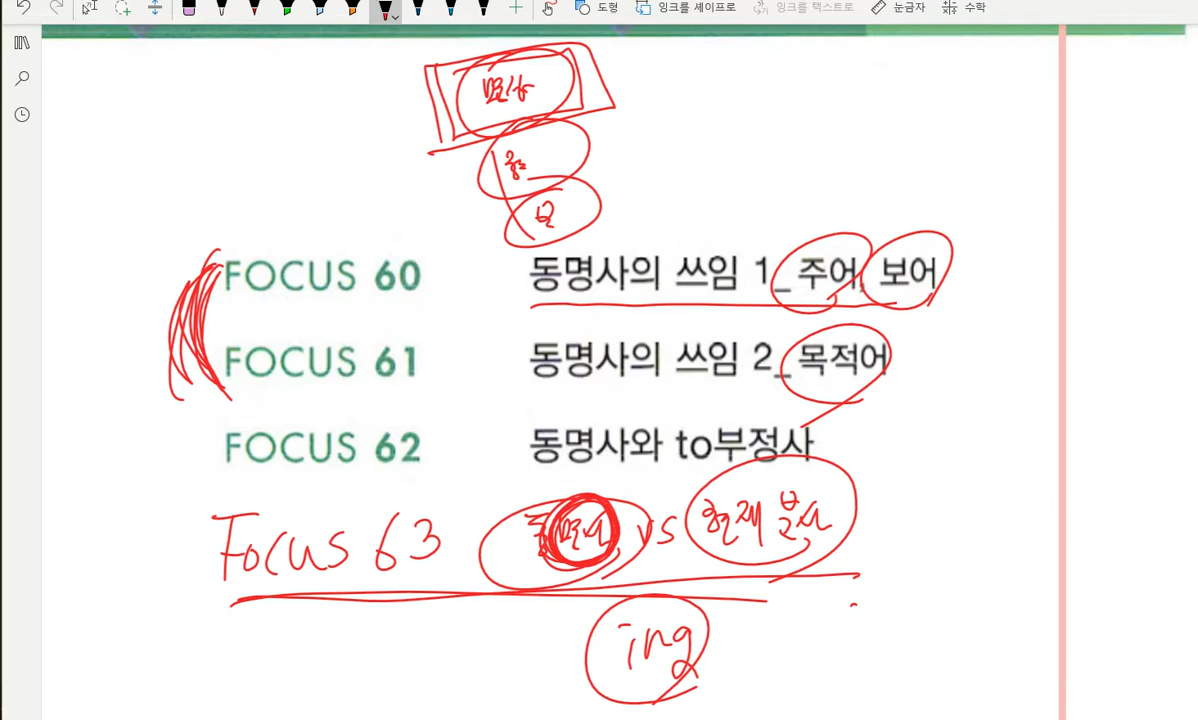 도형 잉크를 셰이프로 잉크를 텍스트로 눈금자 수학
명사
보
FOCUS 60 동명사의 쓰임 1_주어, 보어
FOCUS 61 동명사의 쓰임 2_목적어
FOCUS 62 동명사와 to부정사
Focus 63 동명사 vs 현재 분사
ing